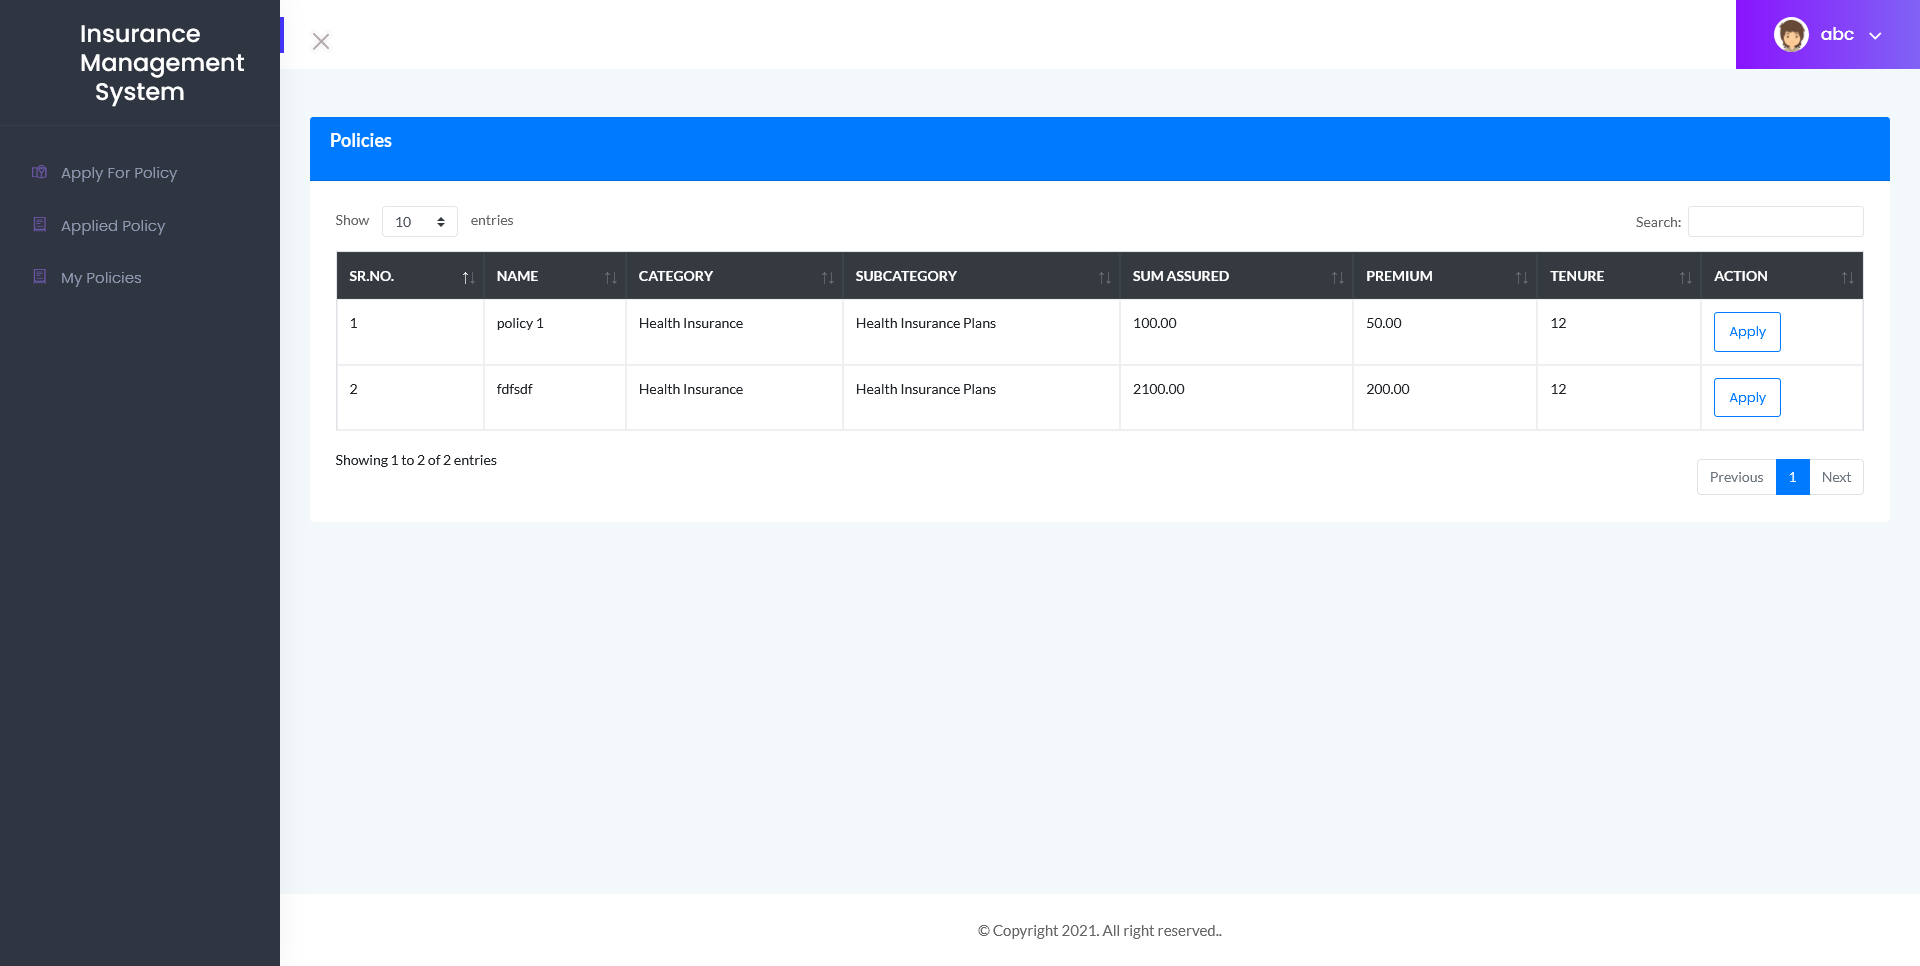 Insurance
Management
System
abc
Apply For Policy
Applied Policy
My Policies
Policies
Show 10 entries
Search:
SR.NO. NAME CATEGORY SUBCATEGORY SUM ASSURED PREMIUM TENURE ACTION
1 policy 1 Health Insurance Health Insurance Plans 100.00 50.00 12 Apply
2 fdfsdf Health Insurance Health Insurance Plans 2100.00 200.00 12 Apply
Showing 1 to 2 of 2 entries
Previous 1 Next
© Copyright 2021. All right reserved..